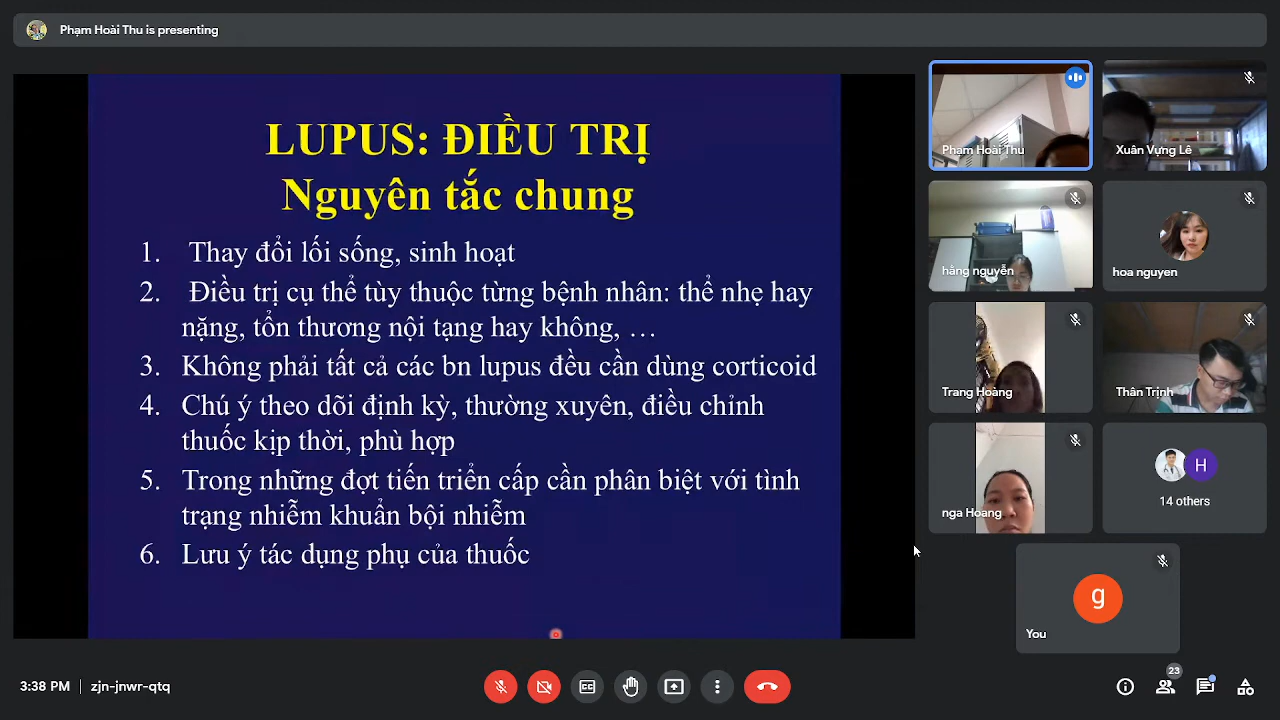 Phạm Hoài Thu is presenting
LUPUS: ĐIỀU TRỊ
Nguyên tắc chung
1. Thay đổi lối sống, sinh hoạt
2. Điều trị cụ thể tùy thuộc từng bệnh nhân: thể nhẹ hay
nặng, tổn thương nội tạng hay không, …
3. Không phải tất cả các bn lupus đều cần dùng corticoid
4. Chú ý theo dõi định kỳ, thường xuyên, điều chỉnh
thuốc kịp thời, phù hợp
5. Trong những đợt tiến triển cấp cần phân biệt với tình
trạng nhiễm khuẩn bội nhiễm
6. Lưu ý tác dụng phụ của thuốc
Phạm Hoài Thu
Xuân Vựng Lê
hằng nguyễn
hoa nguyen
Trang Hoàng
Thân Trịnh
nga Hoang
H
14 others
g
You
3:38 PM
zjn-jnwr-qtq
CC
23